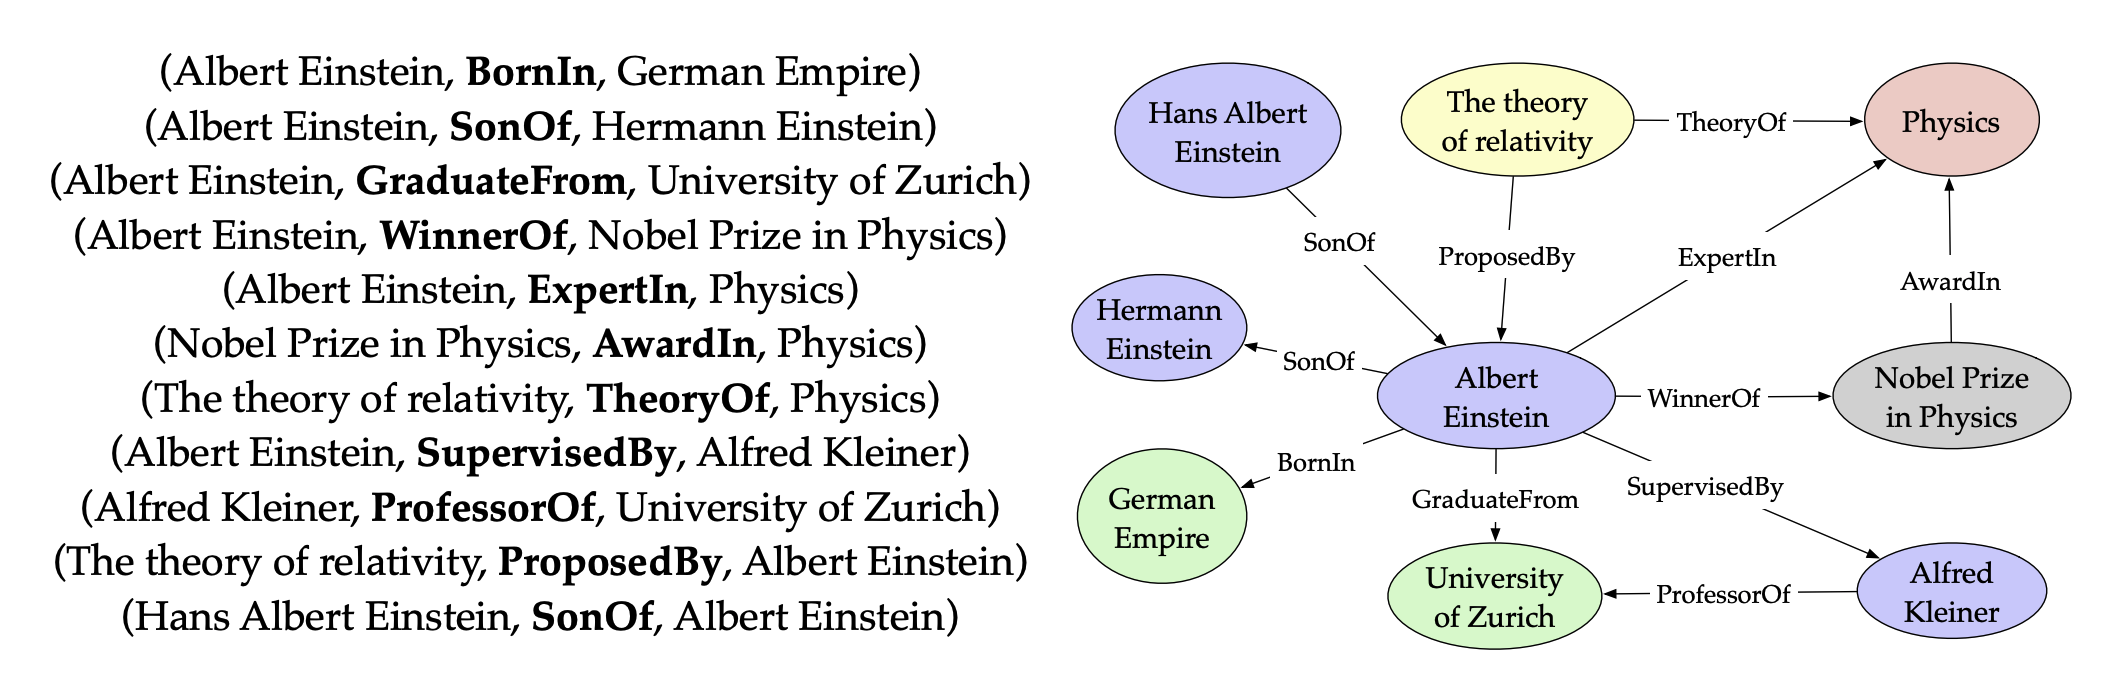 (Albert Einstein, BornIn, German Empire)
(Albert Einstein, SonOf, Hermann Einstein)
(Albert Einstein, GraduateFrom, University of Zurich)
(Albert Einstein, WinnerOf, Nobel Prize in Physics)
(Albert Einstein, ExpertIn, Physics)
(Nobel Prize in Physics, AwardIn, Physics)
(The theory of relativity, TheoryOf, Physics)
(Albert Einstein, SupervisedBy, Alfred Kleiner)
(Alfred Kleiner, ProfessorOf, University of Zurich)
(The theory of relativity, ProposedBy, Albert Einstein)
(Hans Albert Einstein, SonOf, Albert Einstein)
Hans Albert
Einstein
The theory
of relativity
TheoryOf
Physics
SonOf
ProposedBy
ExpertIn
AwardIn
Hermann
Einstein
SonOf
Albert
Einstein
WinnerOf
Nobel Prize
in Physics
BornIn
German
Empire
GraduateFrom
SupervisedBy
University
of Zurich
ProfessorOf
Alfred
Kleiner